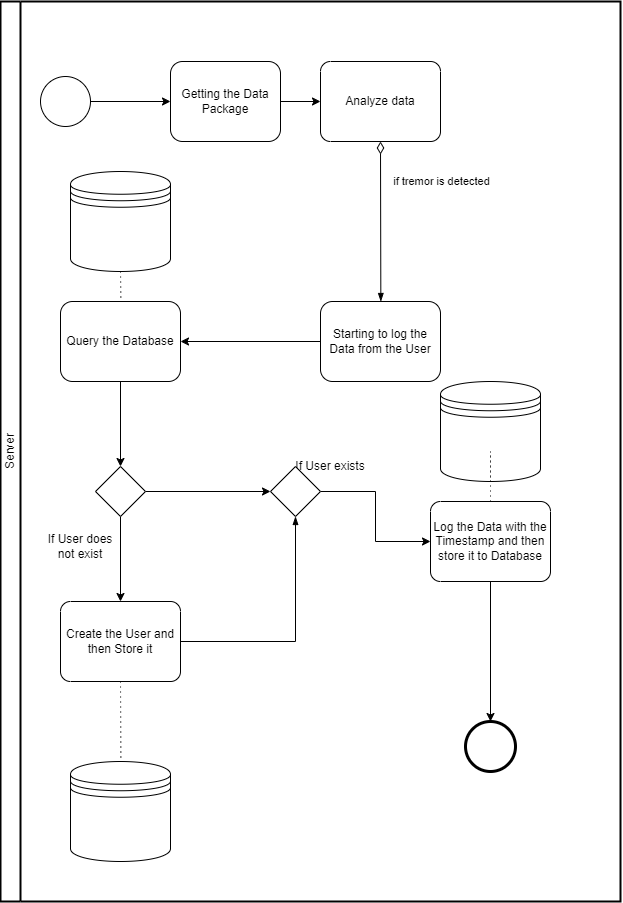 Server
Getting the Data
Package
Analyze data
if tremor is detected
Query the Database
Starting to log the
Data from the User
If User exists
If User does
not exist
Log the Data with the
Timestamp and then
store it to Database
Create the User and
then Store it